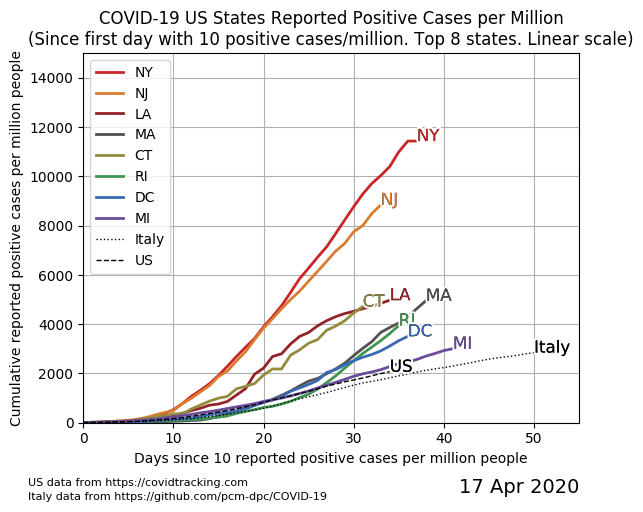 COVID-19 US States Reported Positive Cases per Million
(Since first day with 10 positive cases/million. Top 8 states. Linear scale)
Cumulative reported positive cases per million people
14000
12000
10000
8000
6000
4000
2000
0
NY
NJ
LA
MA
CT
RI
DC
MI
Italy
US
NY
NJ
LA
CT
MA
RI
DC
MI
US
Italy
0
10
20
30
40
50
Days since 10 reported positive cases per million people
US data from https://covidtracking.com
Italy data from https://github.com/pcm-dpc/COVID-19
17 Apr 2020